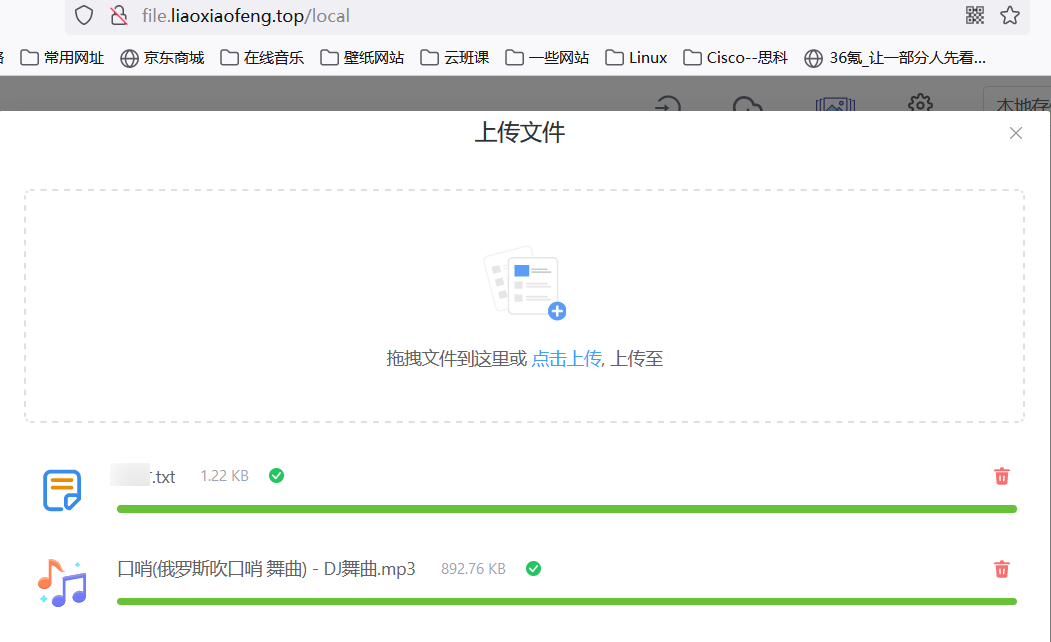 file.liaoxiaofeng.top/local
常用网址 京东商城 在线音乐 壁纸网站 云班课 一些网站 Linux Cisco--思科 36氪_让一部分人先看...
本地存
上传文件
拖拽文件到这里或 点击上传, 上传至
.txt 1.22 KB
口哨(俄罗斯吹口哨 舞曲) - DJ舞曲.mp3 892.76 KB